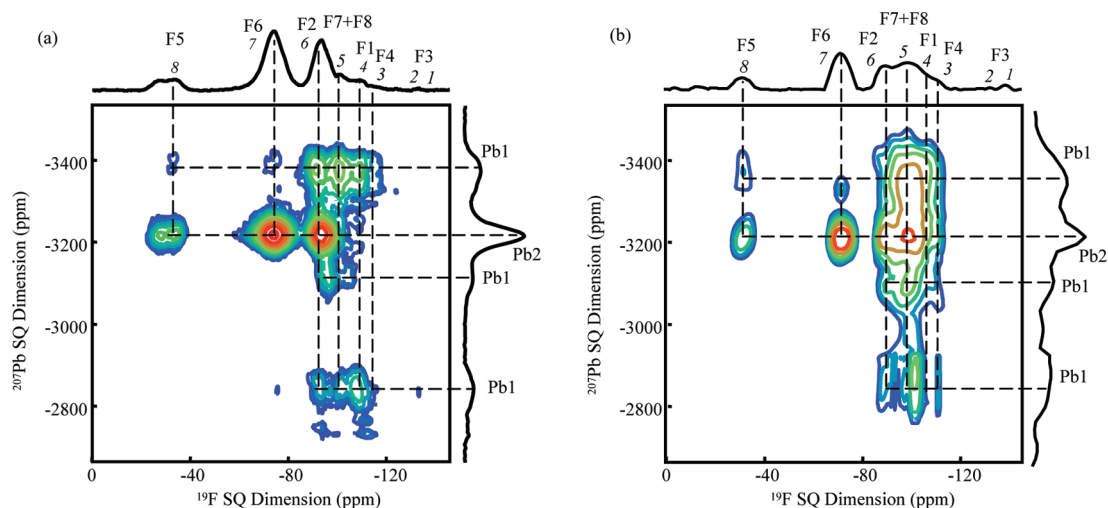 (a)
F5
8
F6
7
F2
6
F7+F8
5
F1
4
F4
3
F3
2 1
-3400
-3200
-3000
-2800
0 -40 -80 -120
²⁰⁷Pb SQ Dimension (ppm)
¹⁹F SQ Dimension (ppm)
Pb1
Pb2
Pb1
Pb1
(b)
F5
8
F6
7
F2
6
F7+F8
5
F1
4
F4
3
F3
2 1
-3400
-3200
-3000
-2800
0 -40 -80 -120
²⁰⁷Pb SQ Dimension (ppm)
¹⁹F SQ Dimension (ppm)
Pb1
Pb2
Pb1
Pb1